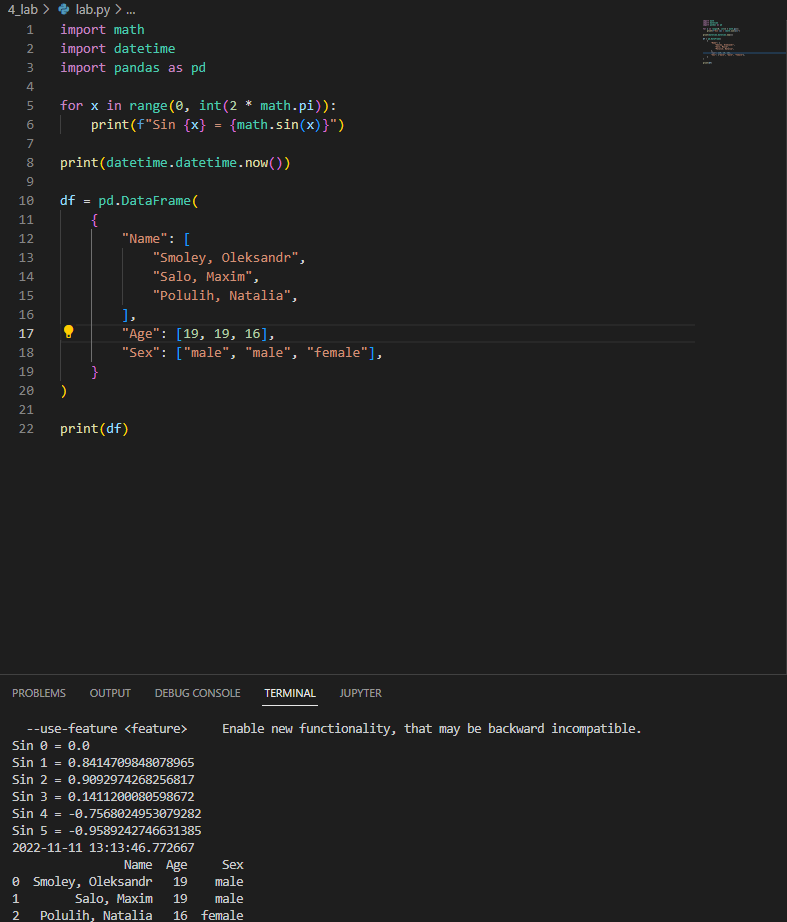 4_lab > lab.py > ...
1 import math
2 import datetime
3 import pandas as pd
4
5 for x in range(0, int(2 * math.pi)):
6     print(f"Sin {x} = {math.sin(x)}")
7
8 print(datetime.datetime.now())
9
10 df = pd.DataFrame(
11     {
12         "Name": [
13             "Smoley, Oleksandr",
14             "Salo, Maxim",
15             "Polulih, Natalia",
16         ],
17         "Age": [19, 19, 16],
18         "Sex": ["male", "male", "female"],
19     }
20 )
21
22 print(df)
PROBLEMS OUTPUT DEBUG CONSOLE TERMINAL JUPYTER
--use-feature <feature>     Enable new functionality, that may be backward incompatible.
Sin 0 = 0.0
Sin 1 = 0.8414709848078965
Sin 2 = 0.9092974268256817
Sin 3 = 0.1411200080598672
Sin 4 = -0.7568024953079282
Sin 5 = -0.9589242746631385
2022-11-11 13:13:46.772667
                Name  Age     Sex
0  Smoley, Oleksandr   19    male
1        Salo, Maxim   19    male
2   Polulih, Natalia   16  female